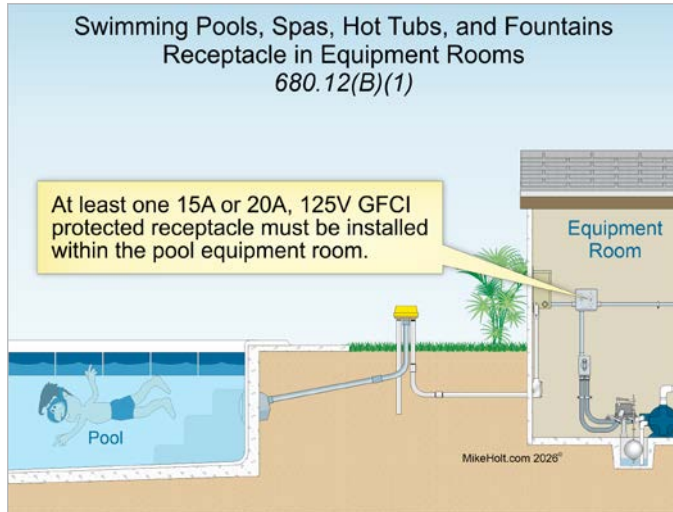 Swimming Pools, Spas, Hot Tubs, and Fountains
Receptacle in Equipment Rooms
680.12(B)(1)
At least one 15A or 20A, 125V GFCI
protected receptacle must be installed
within the pool equipment room.
Equipment
Room
Pool
MikeHolt.com 2026©